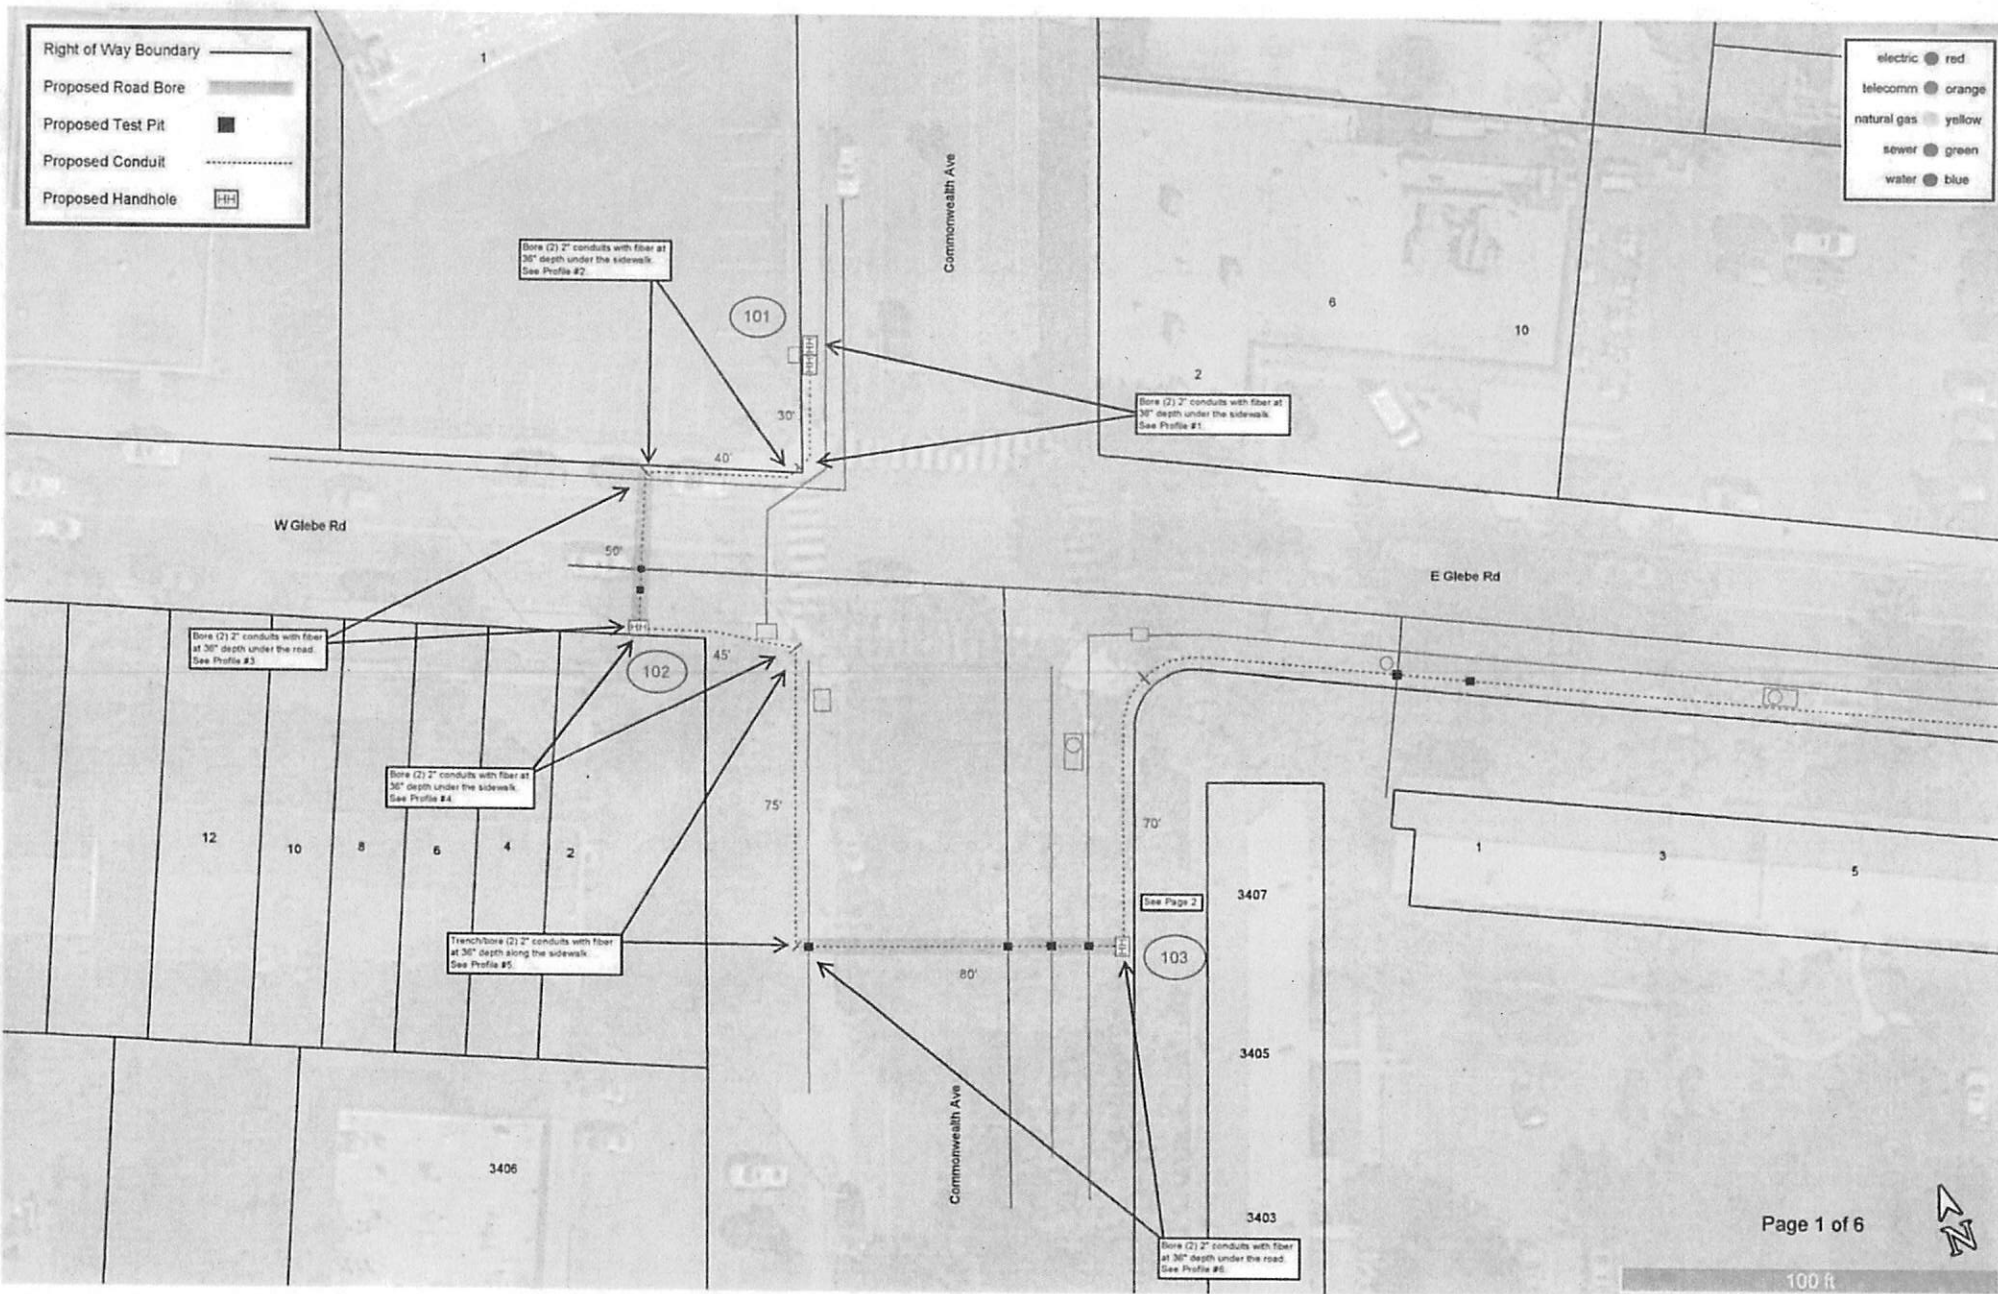 Right of Way Boundary
Proposed Road Bore
Proposed Test Pit
Proposed Conduit
Proposed Handhole
HH
electric red
telecomm orange
natural gas yellow
sewer green
water blue
1
Commonwealth Ave
Bore (2) 2" conduits with fiber at
36" depth under the sidewalk.
See Profile #2.
101
HH
HH
6
10
2
Bore (2) 2" conduits with fiber at
36" depth under the sidewalk.
See Profile #1.
30'
40'
W Glebe Rd
50'
E Glebe Rd
HH
Bore (2) 2" conduits with fiber
at 36" depth under the road.
See Profile #3.
45'
102
Bore (2) 2" conduits with fiber at
36" depth under the sidewalk.
See Profile #4.
75'
70'
12
10
8
6
4
2
1
3
5
See Page 2
3407
Trench/bore (2) 2" conduits with fiber
at 36" depth along the sidewalk.
See Profile #5.
HH
103
80'
3405
Commonwealth Ave
3406
3403
Bore (2) 2" conduits with fiber
at 36" depth under the road.
See Profile #6.
Page 1 of 6
N
100 ft